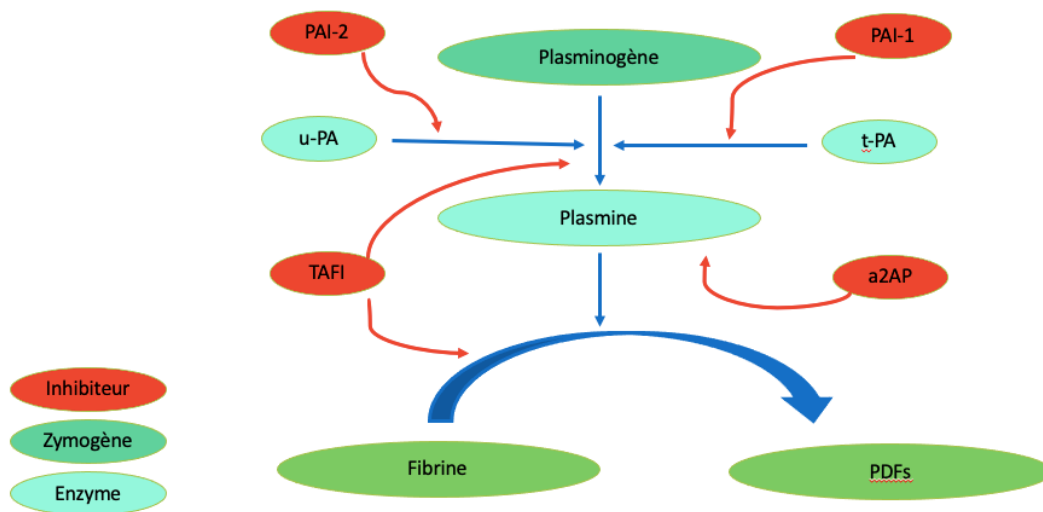 PAI-2
Plasminogène
PAI-1
u-PA
t-PA
Plasmine
TAFI
a2AP
Inhibiteur
Zymogène
Enzyme
Fibrine
PDFs